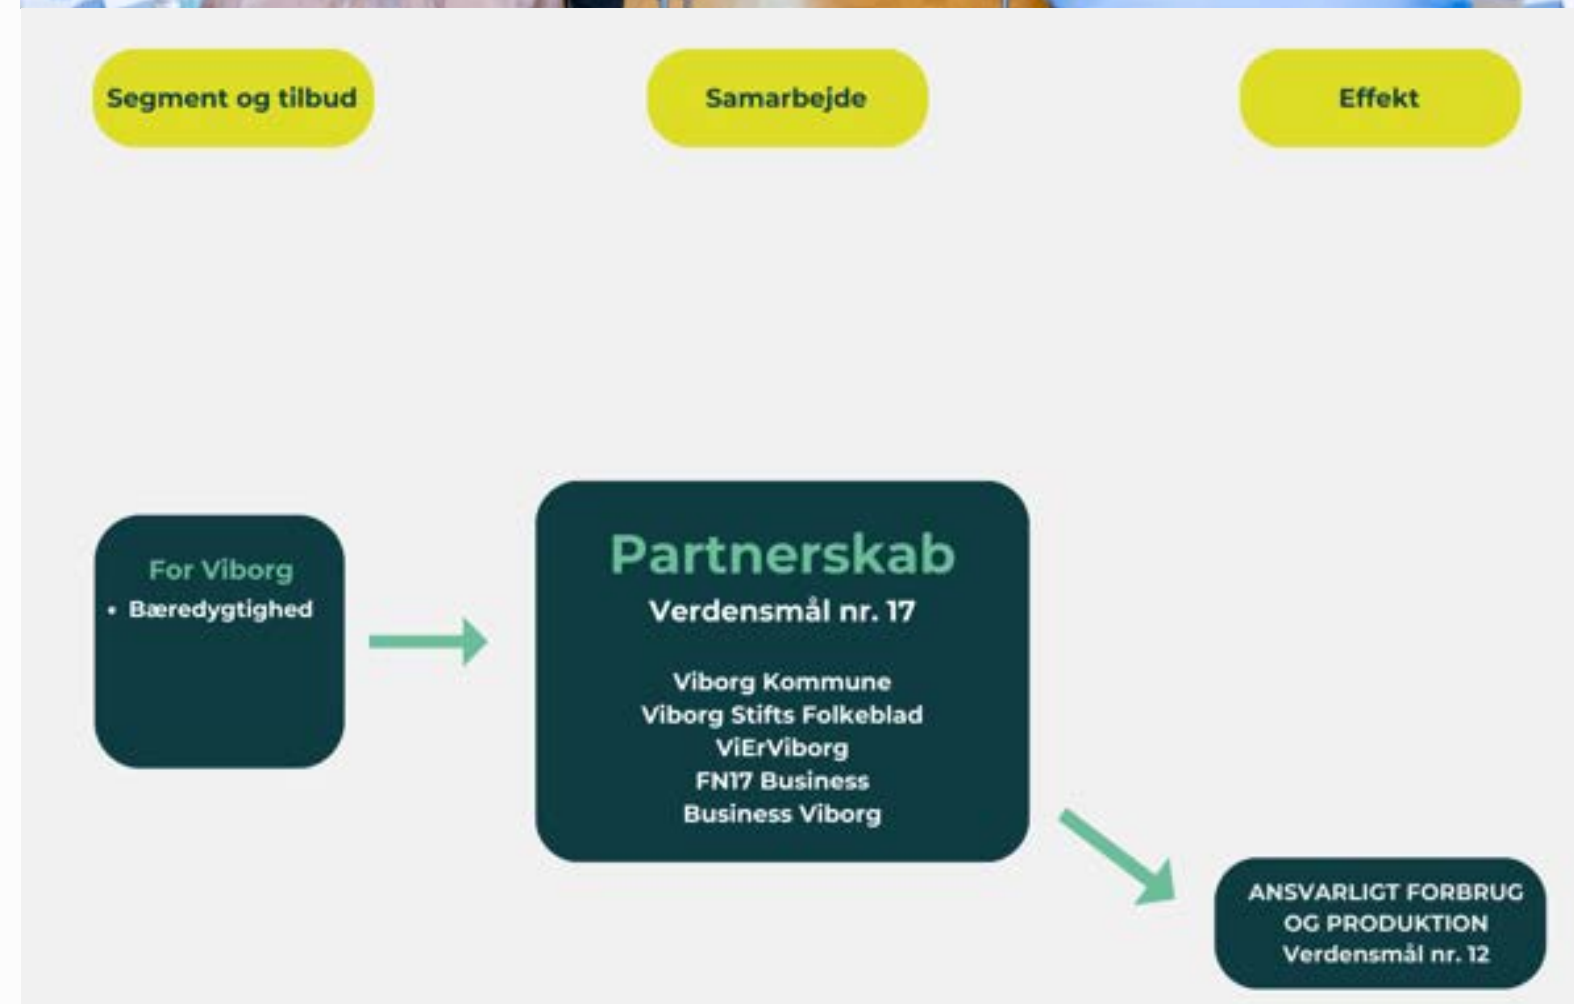 Segment og tilbud
Samarbejde
Effekt
For Viborg
• Bæredygtighed
Partnerskab
Verdensmål nr. 17
Viborg Kommune
Viborg Stifts Folkeblad
ViErViborg
FN17 Business
Business Viborg
ANSVARLIGT FORBRUG
OG PRODUKTION
Verdensmål nr. 12